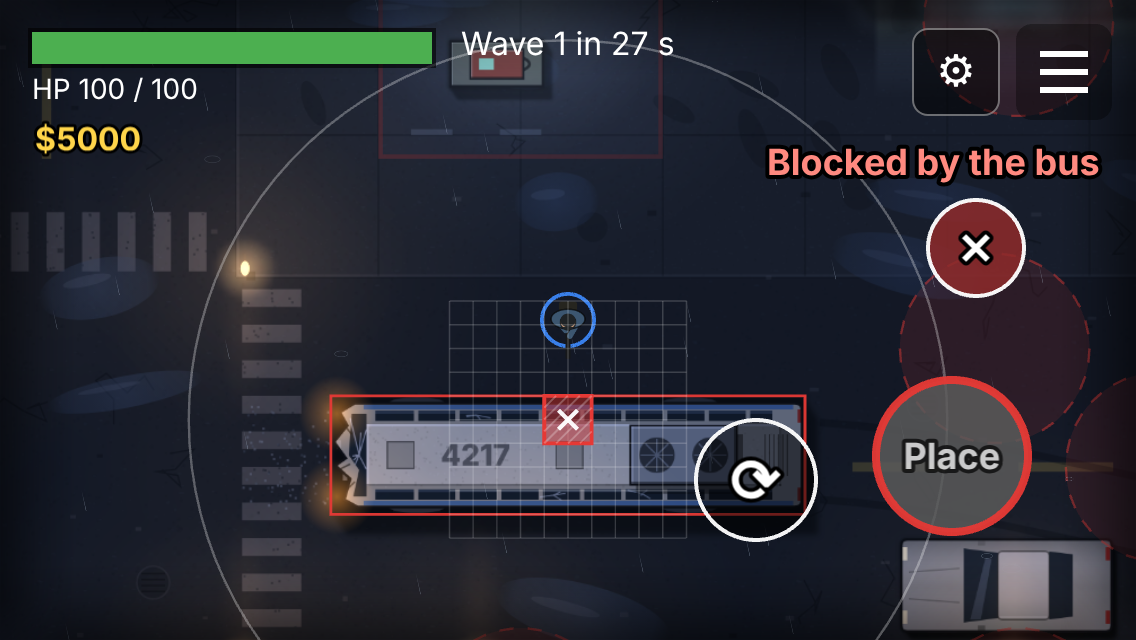 Wave 1 in 27 s
HP 100 / 100
$5000
Blocked by the bus
4217
Place